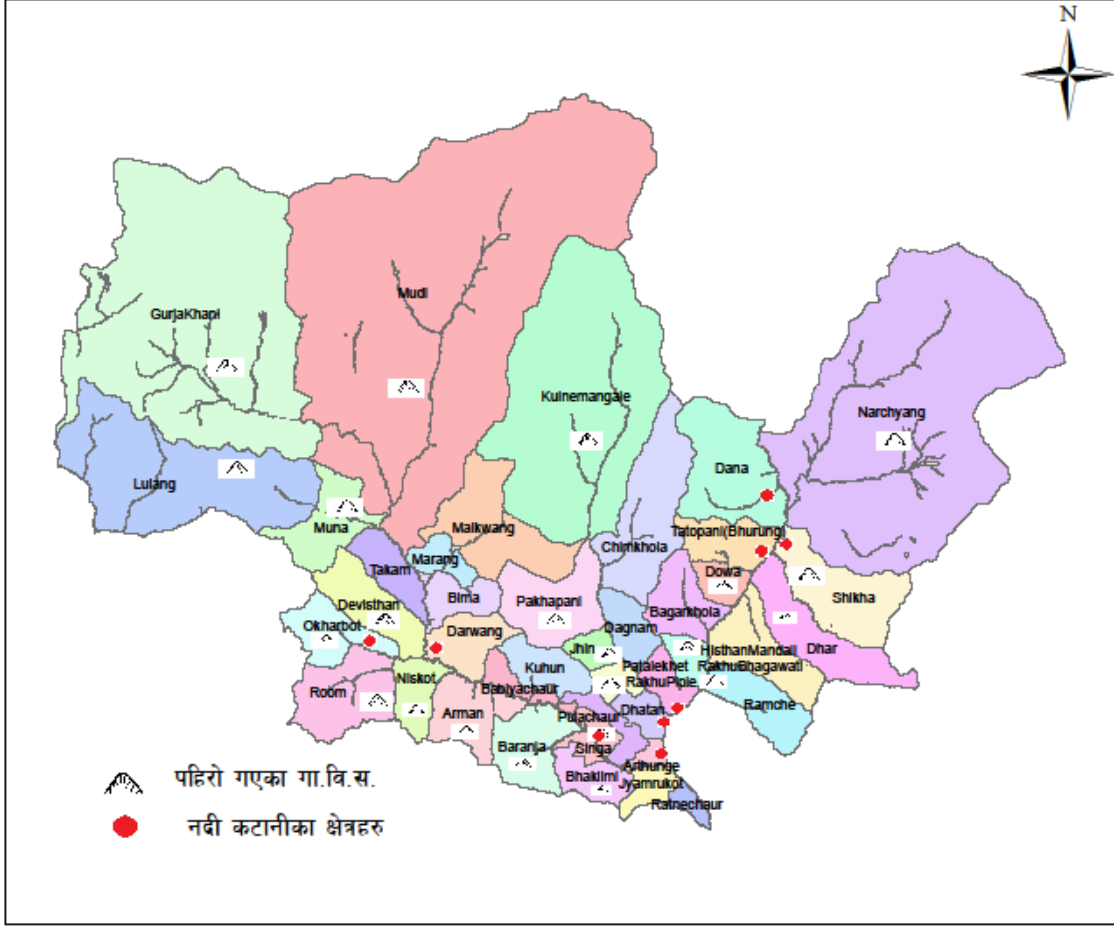 N
Mudi
GurjaKhani
Kuinemangale
Narchyang
Dana
Lulang
Muna
Malkwang
Tatopani(Bhurung)
Chimkhola
Marang
Takam
Dowa
Shikha
Bima
Pakhapani
Devisthan
Bagarkhola
Okharbot
Darwang
Dagnam
Jhin
Histhan Mandali
Dhar
Kuhun
Patalekhet
Rakhu Bhagawati
Niskot
Rakhu Piple
Room
Babiyachaur
Ramche
Arman
Pulachaur
Dhatan
Baranja
Singa
Arthunge
Bhakilmi
Jyamrukot
Ratnechaur
पहिरो गएका गा.वि.स.
नदी कटानीका क्षेत्रहरु